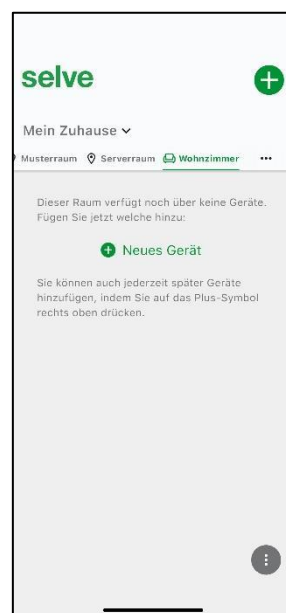 selve
Mein Zuhause
Musterraum Serverraum Wohnzimmer ...
Dieser Raum verfügt noch über keine Geräte.
Fügen Sie jetzt welche hinzu:
Neues Gerät
Sie können auch jederzeit später Geräte
hinzufügen, indem Sie auf das Plus-Symbol
rechts oben drücken.